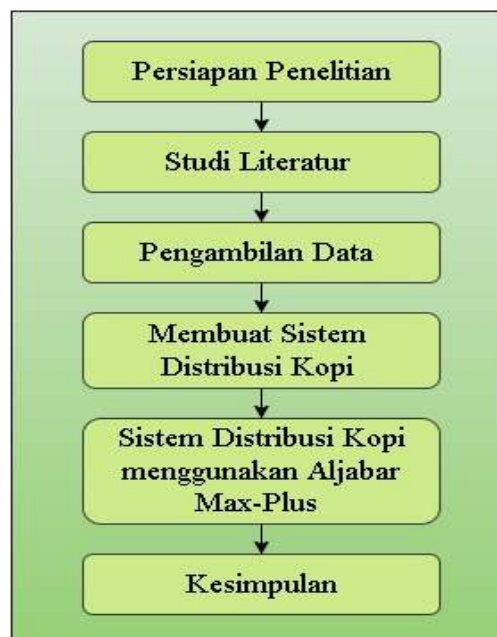 Persiapan Penelitian
Studi Literatur
Pengambilan Data
Membuat Sistem
Distribusi Kopi
Sistem Distribusi Kopi
menggunakan Aljabar
Max-Plus
Kesimpulan